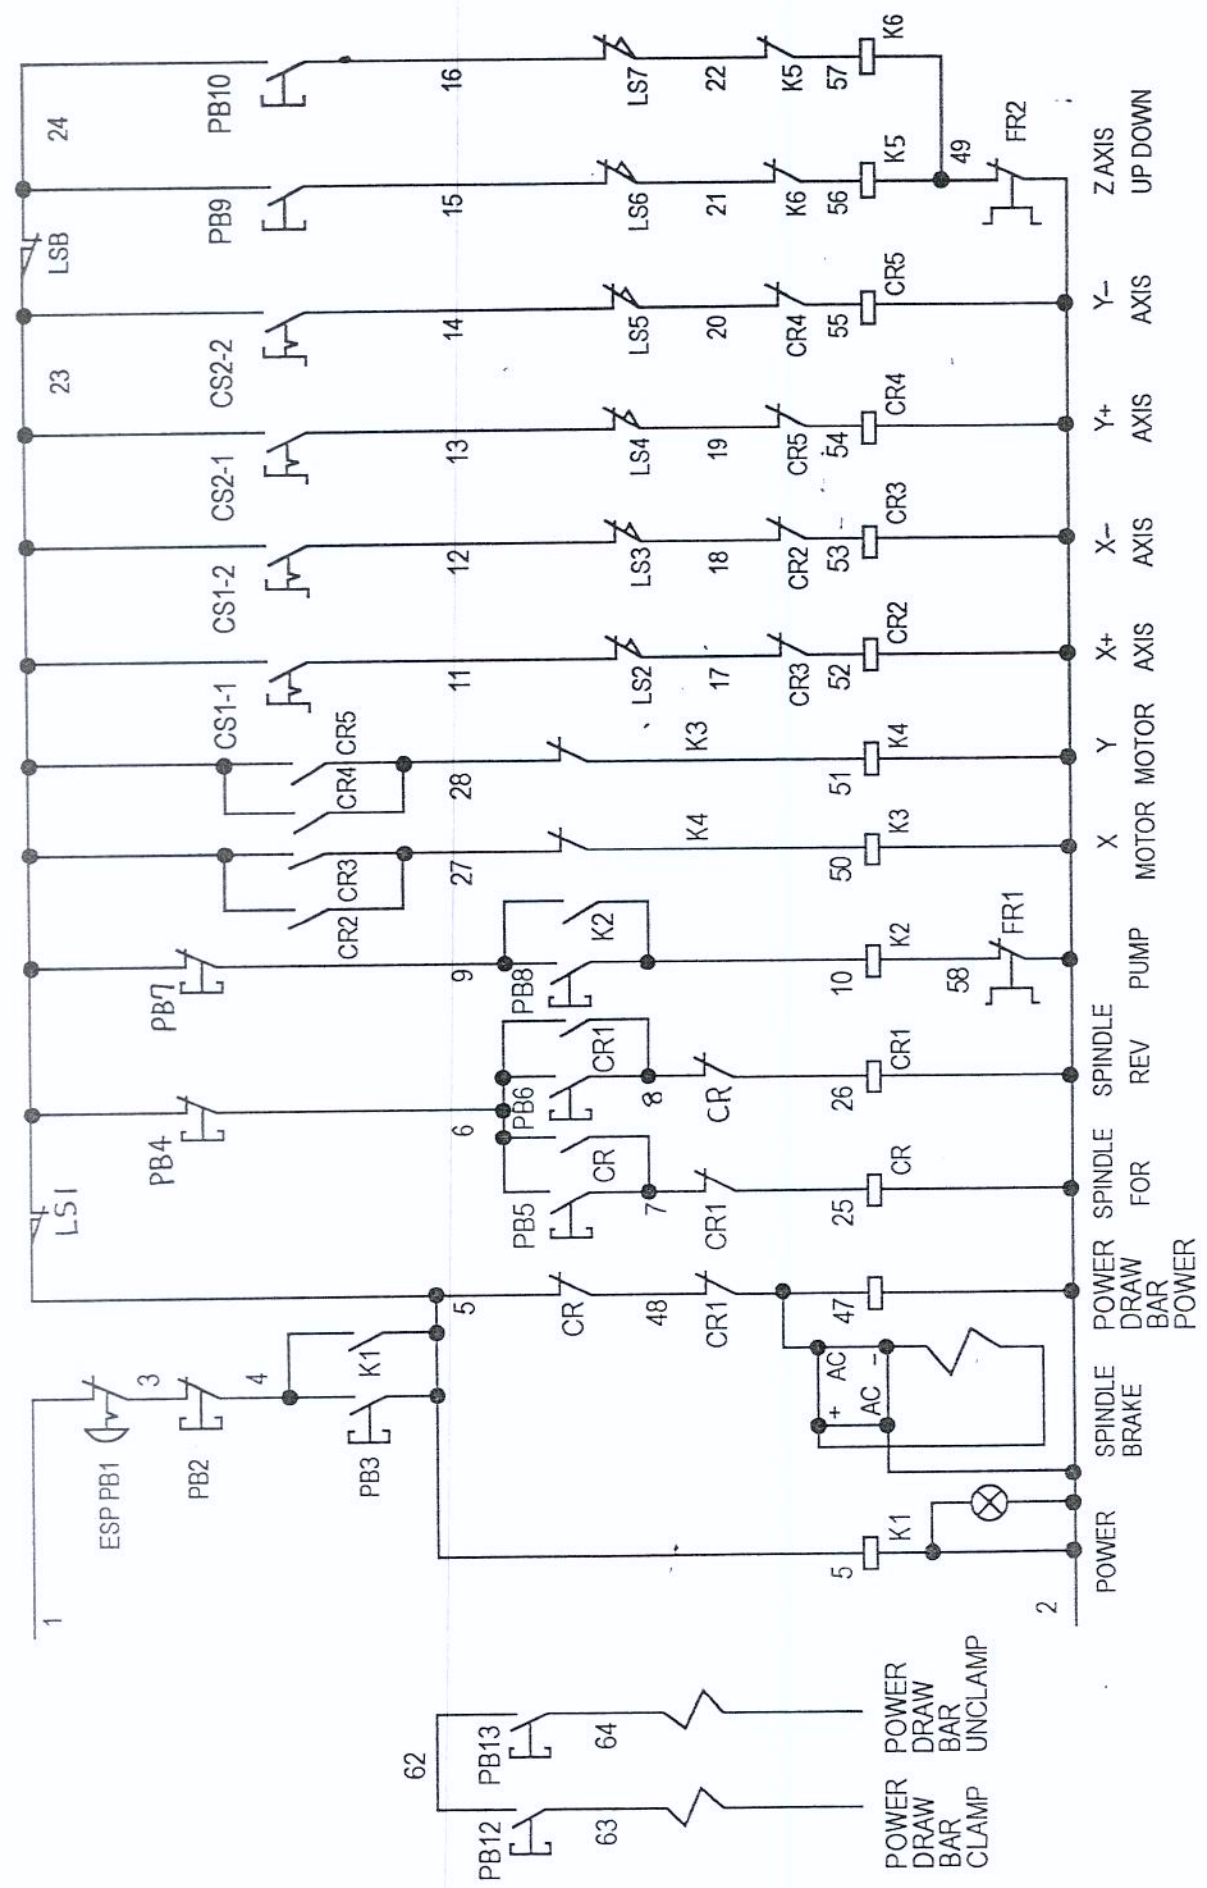 1
ESP PB1
3
PB2
4
PB3
K1
5
LS1
PB4
PB7
CS1-1
CS1-2
CS2-1
CS2-2
23
LSB
24
PB9
PB10
62
PB12
PB13
63
64
6
9
27
28
11
12
13
14
15
16
CR2
CR3
CR4
CR5
PB5
CR
PB6
CR1
PB8
K2
CR
48
CR1
7
CR1
8
CR
K4
K3
LS2
LS3
LS4
LS5
LS6
LS7
17
18
19
20
21
22
CR3
CR2
CR5
CR4
K6
K5
+
AC
AC
-
5
K1
47
25
CR
26
CR1
10
K2
50
K3
51
K4
52
CR2
53
CR3
54
CR4
55
CR5
56
K5
57
K6
58
FR1
49
FR2
2
POWER
DRAW
BAR
CLAMP
POWER
DRAW
BAR
UNCLAMP
POWER
SPINDLE
BRAKE
POWER
DRAW
BAR
POWER
SPINDLE
FOR
SPINDLE
REV
PUMP
X
MOTOR
Y
MOTOR
X+
AXIS
X−
AXIS
Y+
AXIS
Y−
AXIS
Z AXIS
UP DOWN